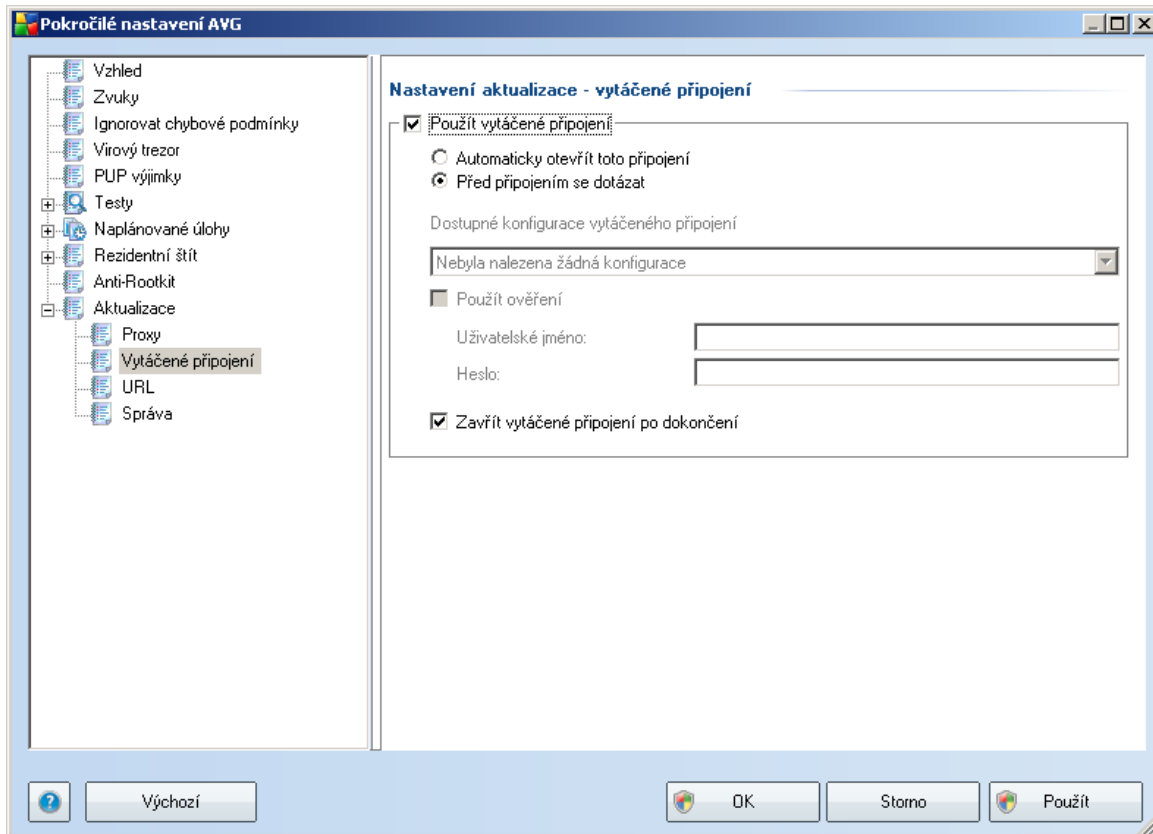 Pokročilé nastavení AVG
Vzhled
Zvuky
Ignorovat chybové podmínky
Virový trezor
PUP výjimky
Testy
Naplánované úlohy
Rezidentní štít
Anti-Rootkit
Aktualizace
Proxy
Vytáčené připojení
URL
Správa
Nastavení aktualizace - vytáčené připojení
Použít vytáčené připojení
Automaticky otevřít toto připojení
Před připojením se dotázat
Dostupné konfigurace vytáčeného připojení
Nebyla nalezena žádná konfigurace
Použít ověření
Uživatelské jméno:
Heslo:
Zavřít vytáčené připojení po dokončení
Výchozí
OK
Storno
Použít